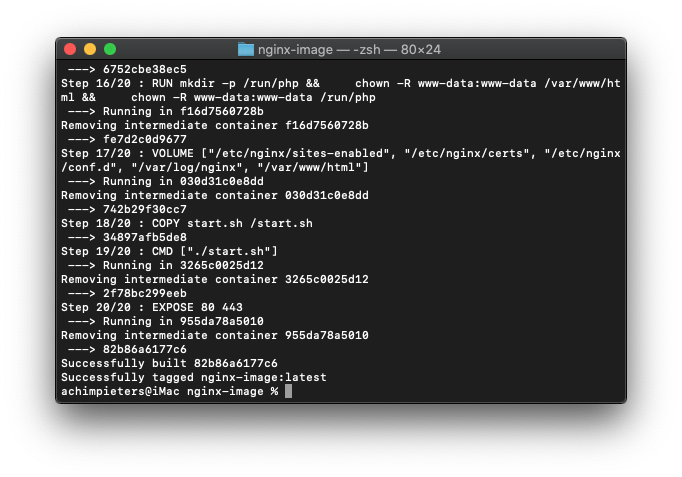 nginx-image — -zsh — 80×24
---> 6752cbe38ec5
Step 16/20 : RUN mkdir -p /run/php &&     chown -R www-data:www-data /var/www/ht
ml &&     chown -R www-data:www-data /run/php
---> Running in f16d7560728b
Removing intermediate container f16d7560728b
---> fe7d2c0d9677
Step 17/20 : VOLUME ["/etc/nginx/sites-enabled", "/etc/nginx/certs", "/etc/nginx
/conf.d", "/var/log/nginx", "/var/www/html"]
---> Running in 030d31c0e8dd
Removing intermediate container 030d31c0e8dd
---> 742b29f30cc7
Step 18/20 : COPY start.sh /start.sh
---> 34897afb5de8
Step 19/20 : CMD ["./start.sh"]
---> Running in 3265c0025d12
Removing intermediate container 3265c0025d12
---> 2f78bc299eeb
Step 20/20 : EXPOSE 80 443
---> Running in 955da78a5010
Removing intermediate container 955da78a5010
---> 82b86a6177c6
Successfully built 82b86a6177c6
Successfully tagged nginx-image:latest
achimpieters@iMac nginx-image %